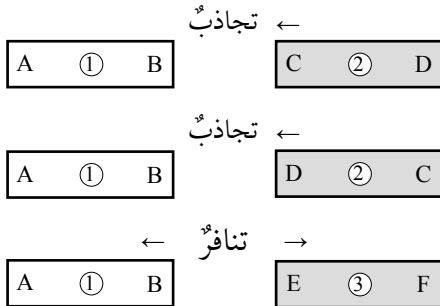 تجاذبٌ ←
A ① B C ② D
تجاذبٌ ←
A ① B D ② C
← تنافرٌ →
A ① B E ③ F